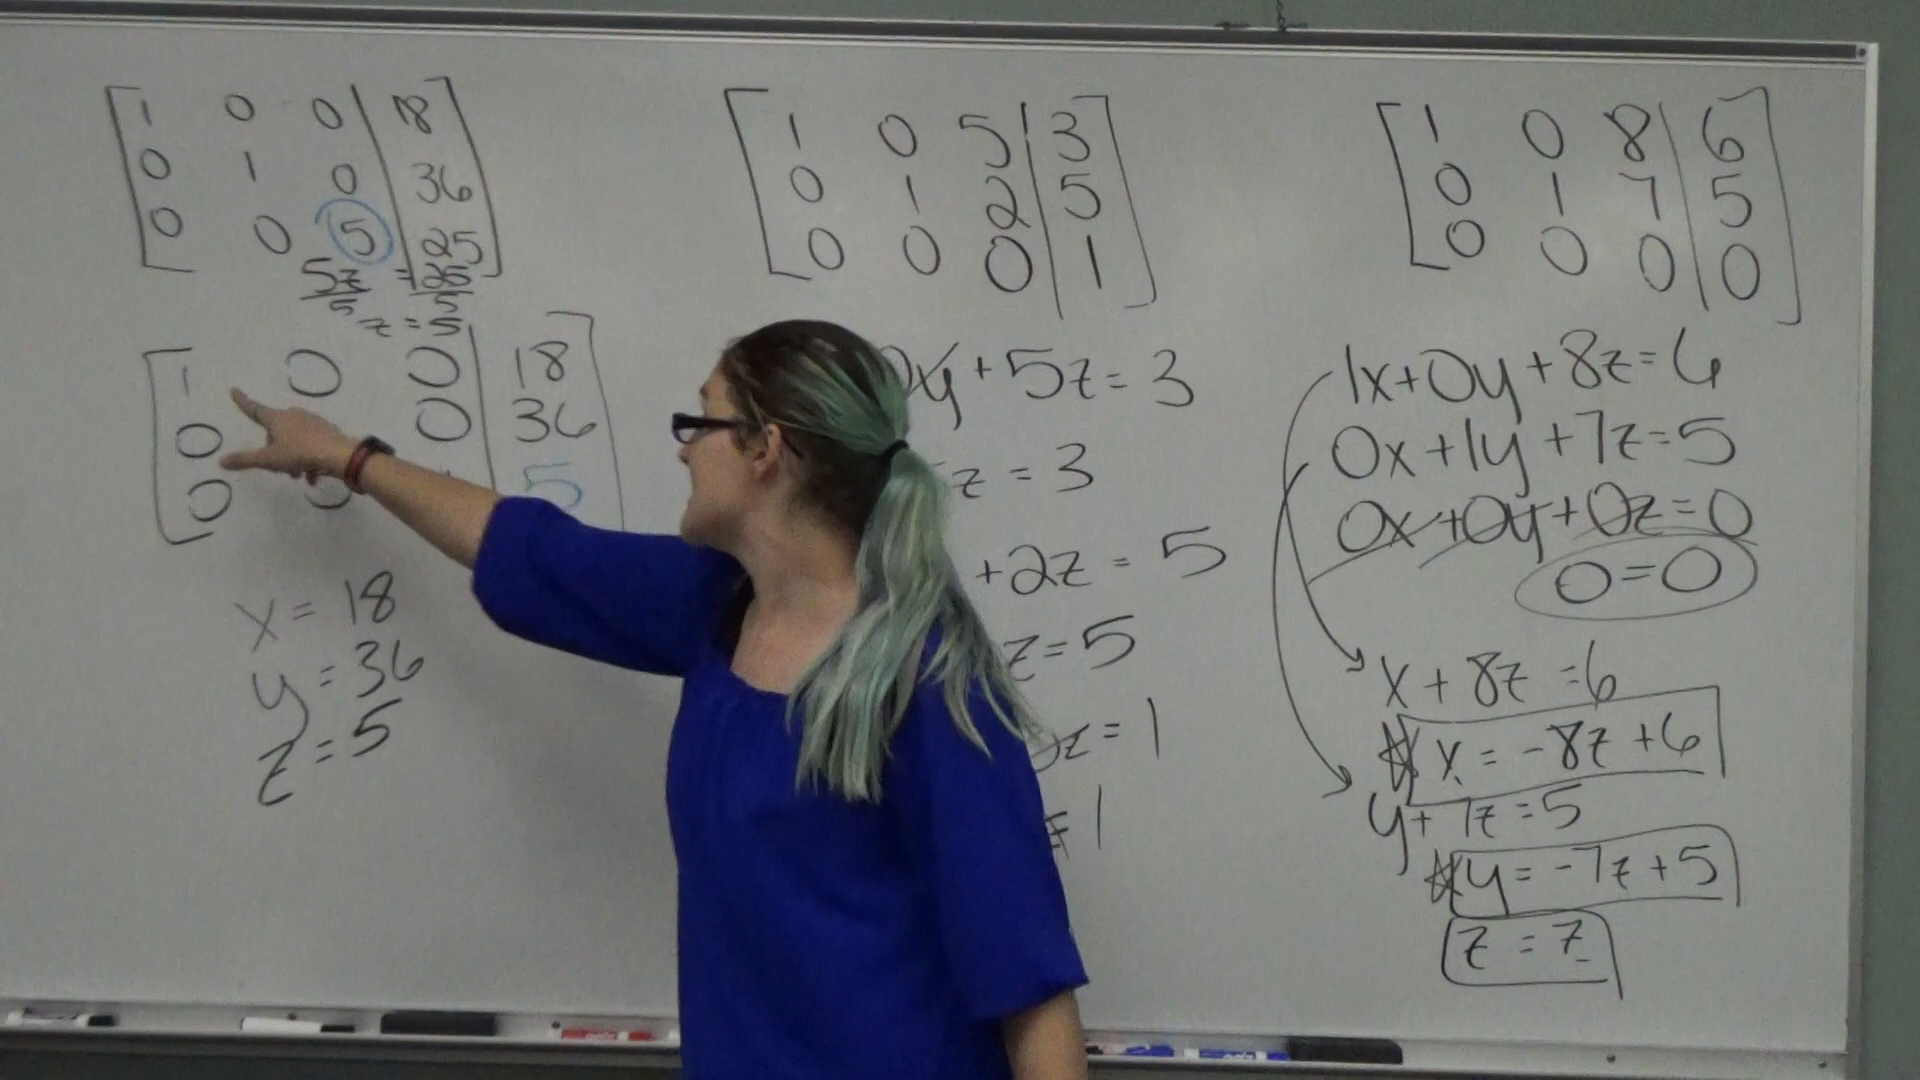 1 0 0 | 18
0 1 0 | 36
0 0 5 | 25
5z = 25
5 5
z = 5
1 0 0 | 18
0 0 | 36
0 0 5
x = 18
y = 36
z = 5
1 0 5 | 3
0 1 2 | 5
0 0 0 | 1
0y + 5z = 3
z = 3
+2z = 5
z = 5
0z = 1
= 1
1 0 8 | 6
0 1 7 | 5
0 0 0 | 0
1x+0y+8z=6
0x+1y+7z=5
0x+0y+0z=0
0=0
x + 8z = 6
x = -8z +6
y+ 7z = 5
y = -7z + 5
z = z